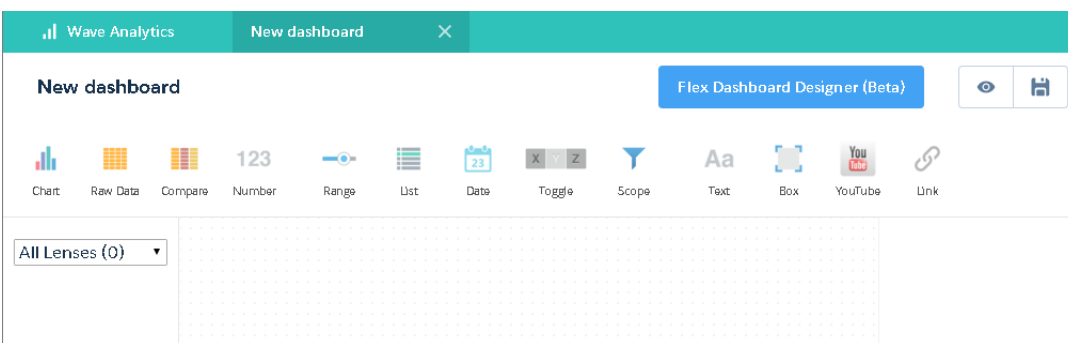 Wave Analytics
New dashboard
New dashboard
Flex Dashboard Designer (Beta)
123
23
X Y Z
Aa
You
Tube
Chart
Raw Data
Compare
Number
Range
List
Date
Toggle
Scope
Text
Box
YouTube
Link
All Lenses (0)